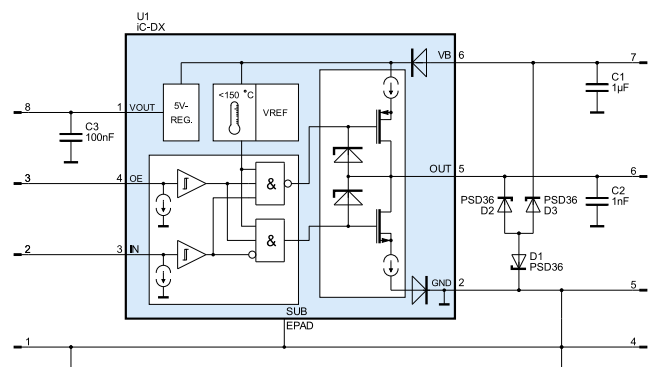 U1
iC-DX
VB
6
7
C1
1µF
8
1
VOUT
5V-
REG.
<150 °C
VREF
C3
100nF
3
4
OE
&
OUT
5
6
PSD36
D2
PSD36
D3
C2
1nF
&
2
3
IN
D1
PSD36
GND
2
5
SUB
EPAD
1
4